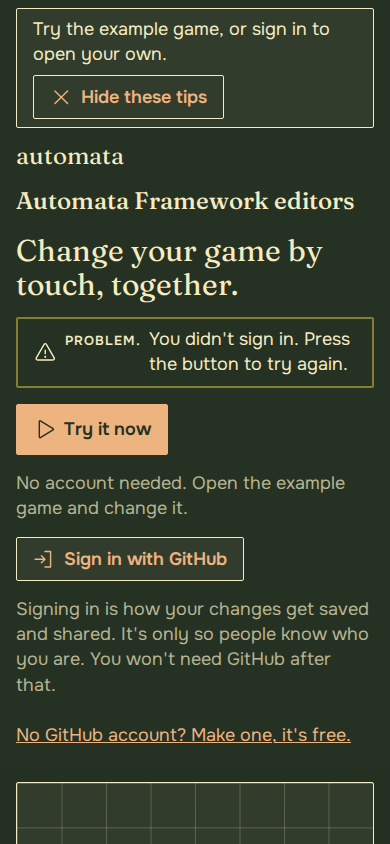 Try the example game, or sign in to
open your own.
Hide these tips
automata
Automata Framework editors
Change your game by
touch, together.
PROBLEM. You didn't sign in. Press
the button to try again.
Try it now
No account needed. Open the example
game and change it.
Sign in with GitHub
Signing in is how your changes get saved
and shared. It's only so people know who
you are. You won't need GitHub after
that.
No GitHub account? Make one, it's free.